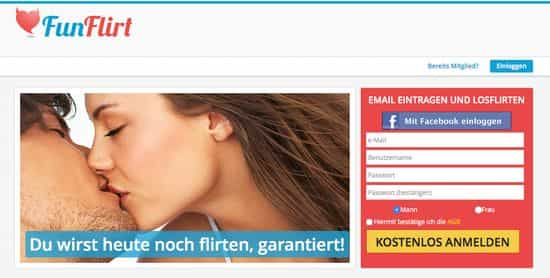 FunFlirt
Bereits Mitglied? Einloggen
EMAIL EINTRAGEN UND LOSFLIRTEN
f Mit Facebook einloggen
e-Mail
Benutzername
Passwort
Passwort (bestätigen)
Mann Frau
Hiermit bestätige ich die AGB
KOSTENLOS ANMELDEN
Du wirst heute noch flirten, garantiert!